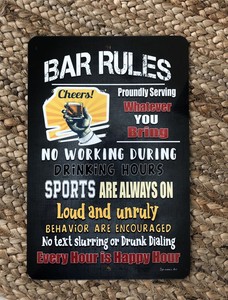 BAR RULES
Cheers!
Proundly Serving
Whatever
YOU
Bring
NO WORKING DURING
DRINKING HOURS
SPORTS ARE ALWAYS ON
Loud and unruly
BEHAVIOR ARE ENCOURAGED
No text slurring or Drunk Dialing
Every Hour is Happy Hour